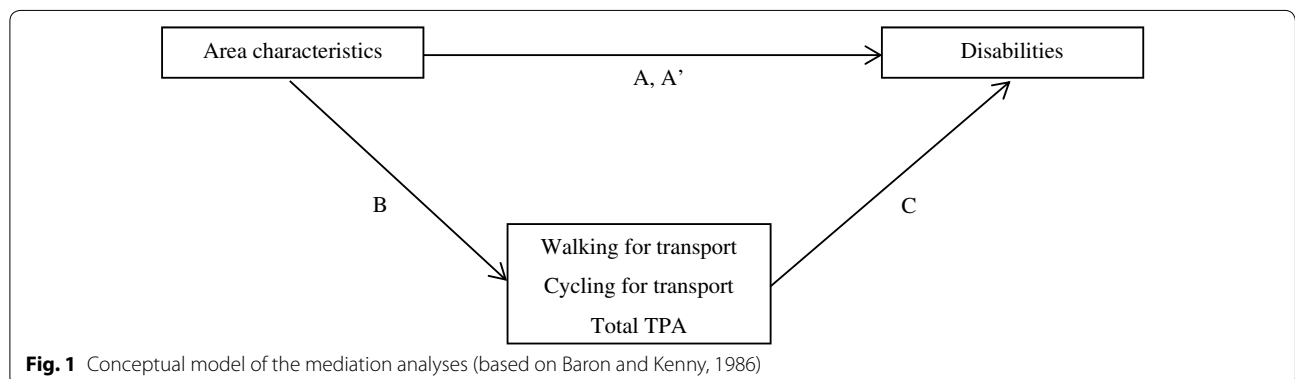 Area characteristics
Disabilities
A, A’
B
C
Walking for transport
Cycling for transport
Total TPA
Fig. 1 Conceptual model of the mediation analyses (based on Baron and Kenny, 1986)